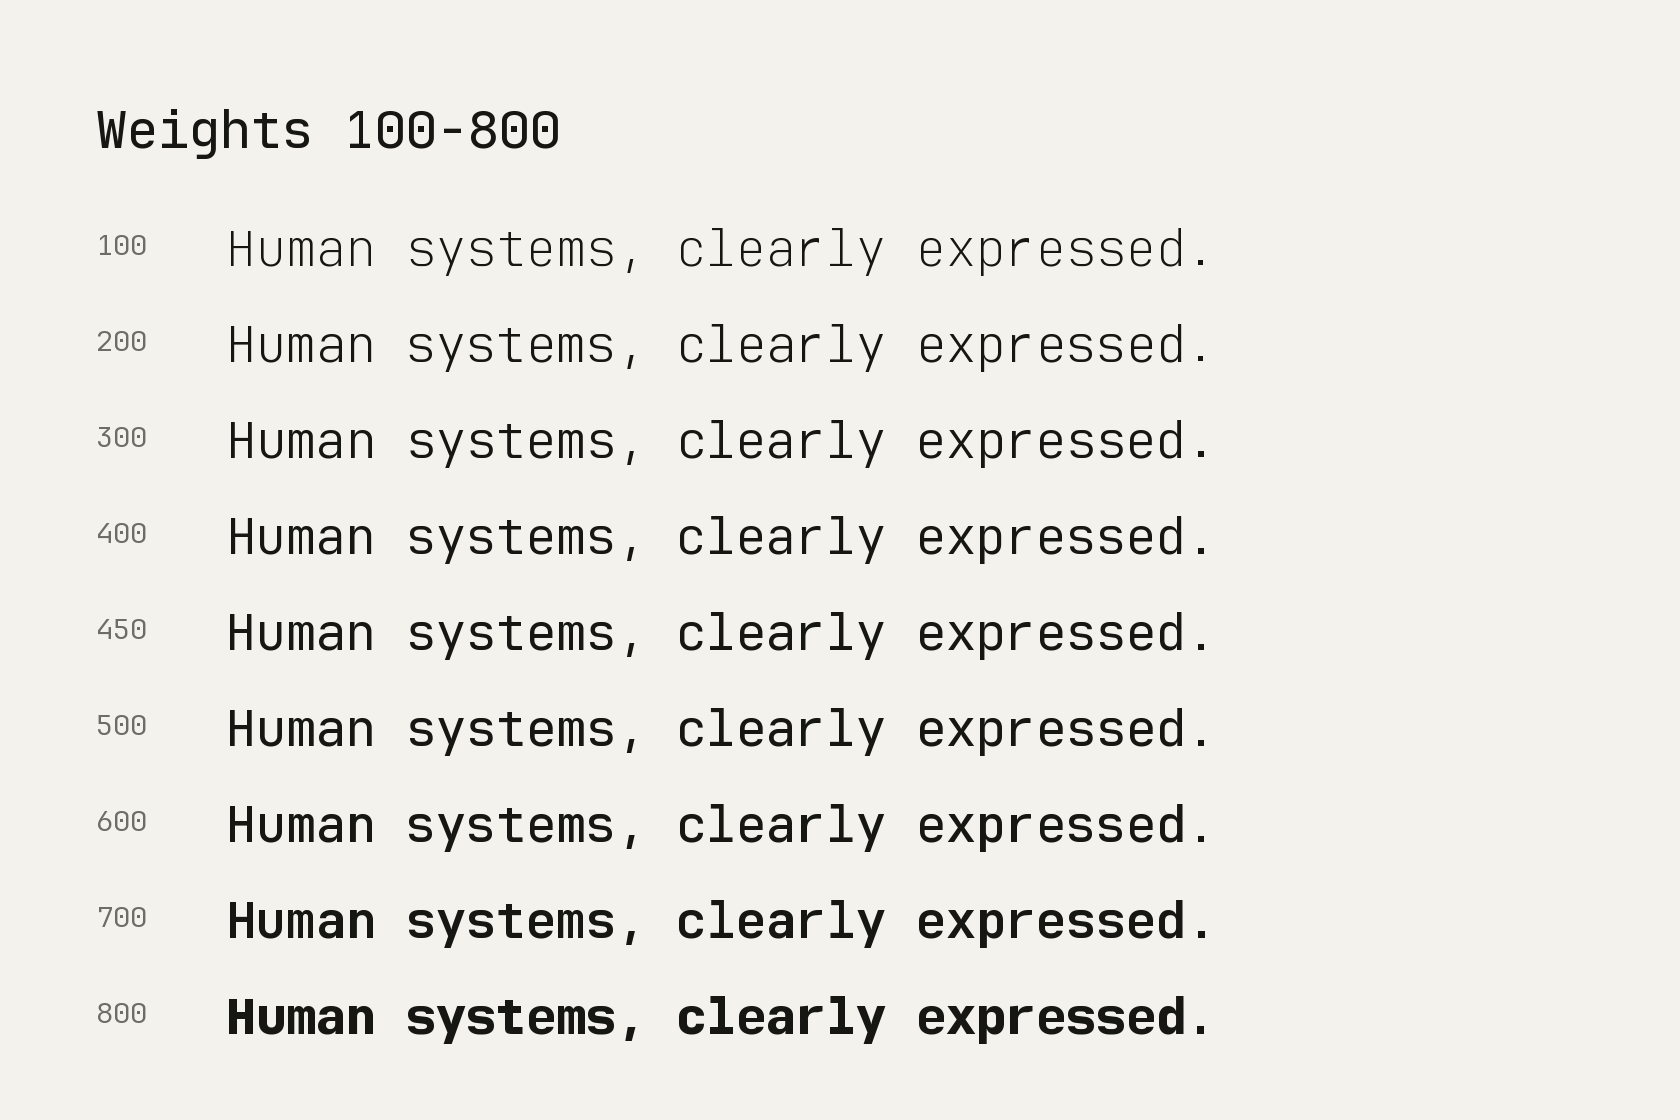 Weights 100-800
100 Human systems, clearly expressed.
200 Human systems, clearly expressed.
300 Human systems, clearly expressed.
400 Human systems, clearly expressed.
450 Human systems, clearly expressed.
500 Human systems, clearly expressed.
600 Human systems, clearly expressed.
700 Human systems, clearly expressed.
800 Human systems, clearly expressed.